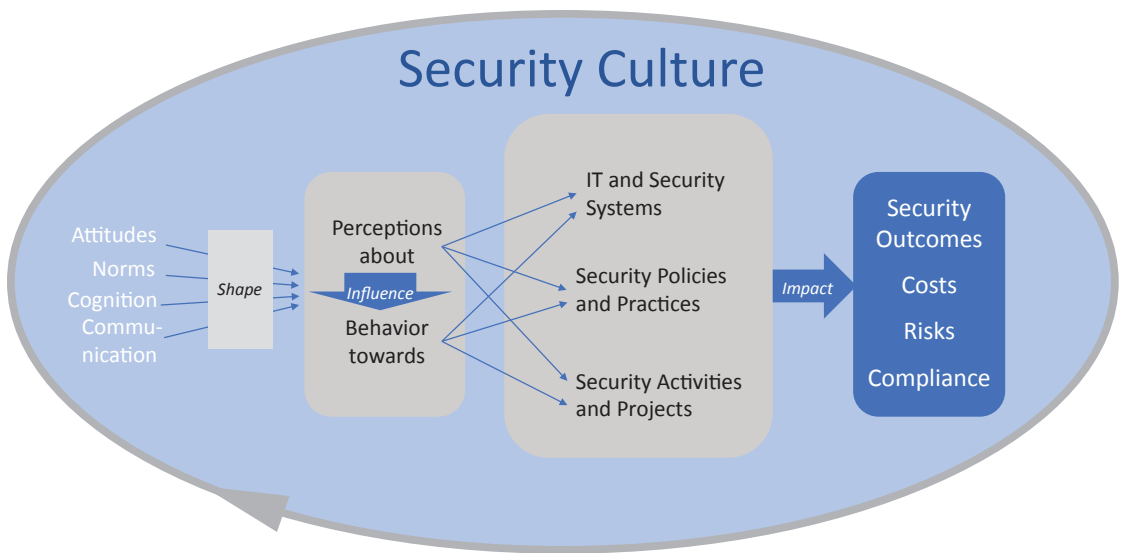 Security Culture
Attitudes
Norms
Cognition
Commu-
nication
Shape
Perceptions
about
Influence
Behavior
towards
IT and Security
Systems
Security Policies
and Practices
Security Activities
and Projects
Impact
Security
Outcomes
Costs
Risks
Compliance